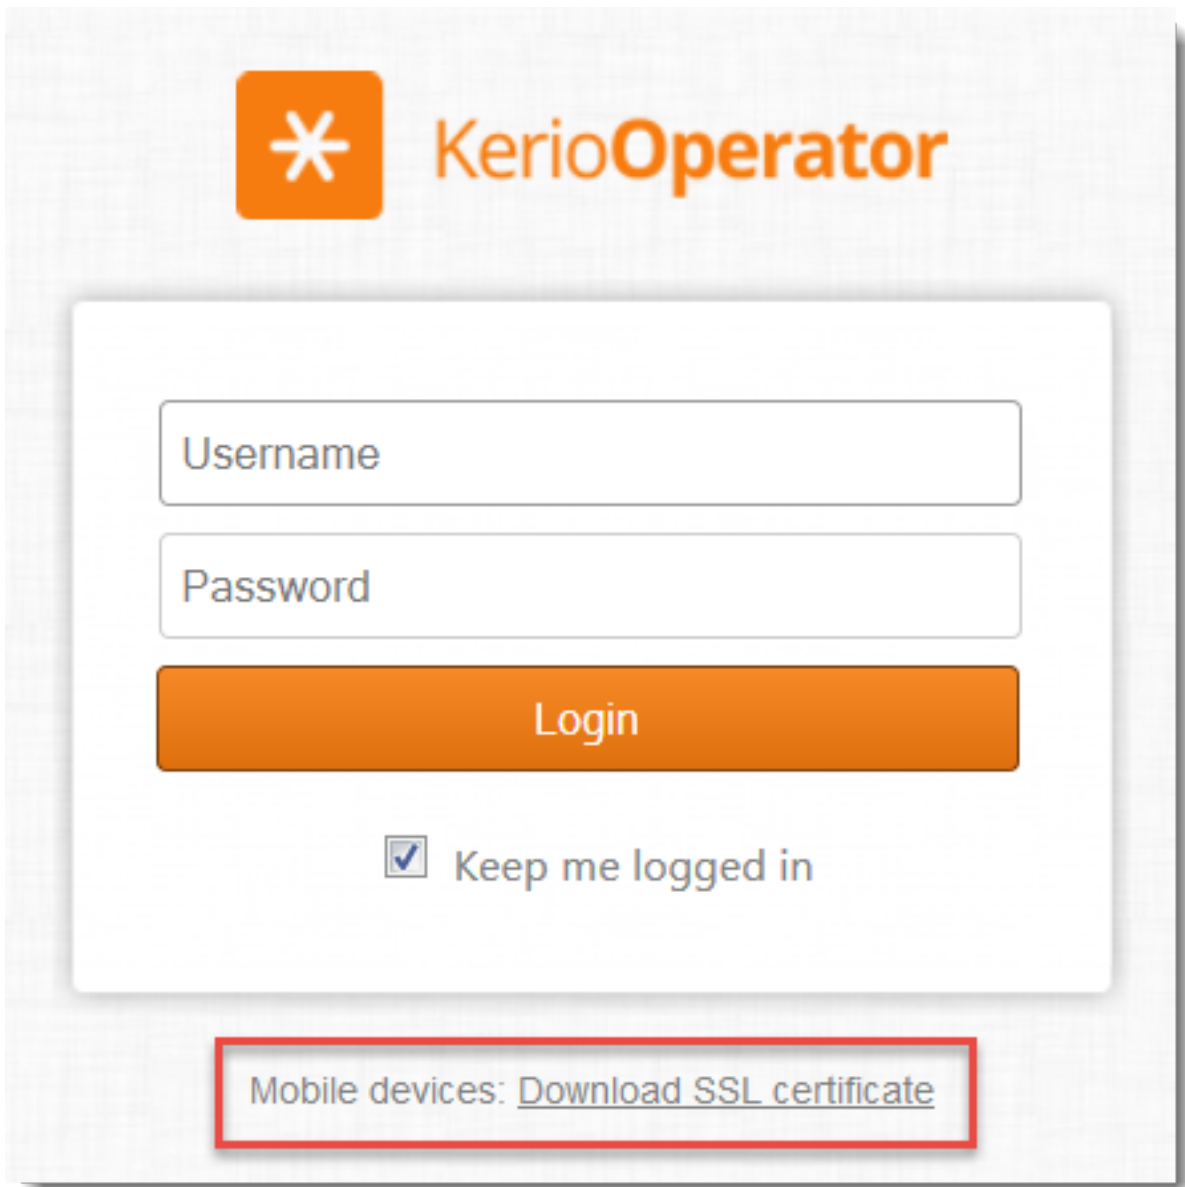 KerioOperator
Username
Password
Login
Keep me logged in
Mobile devices: Download SSL certificate